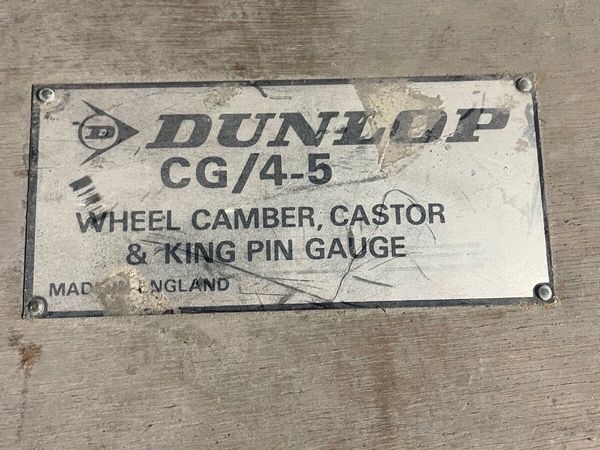 D DUNLOP
CG/4-5
WHEEL CAMBER, CASTOR
& KING PIN GAUGE
MADE IN ENGLAND